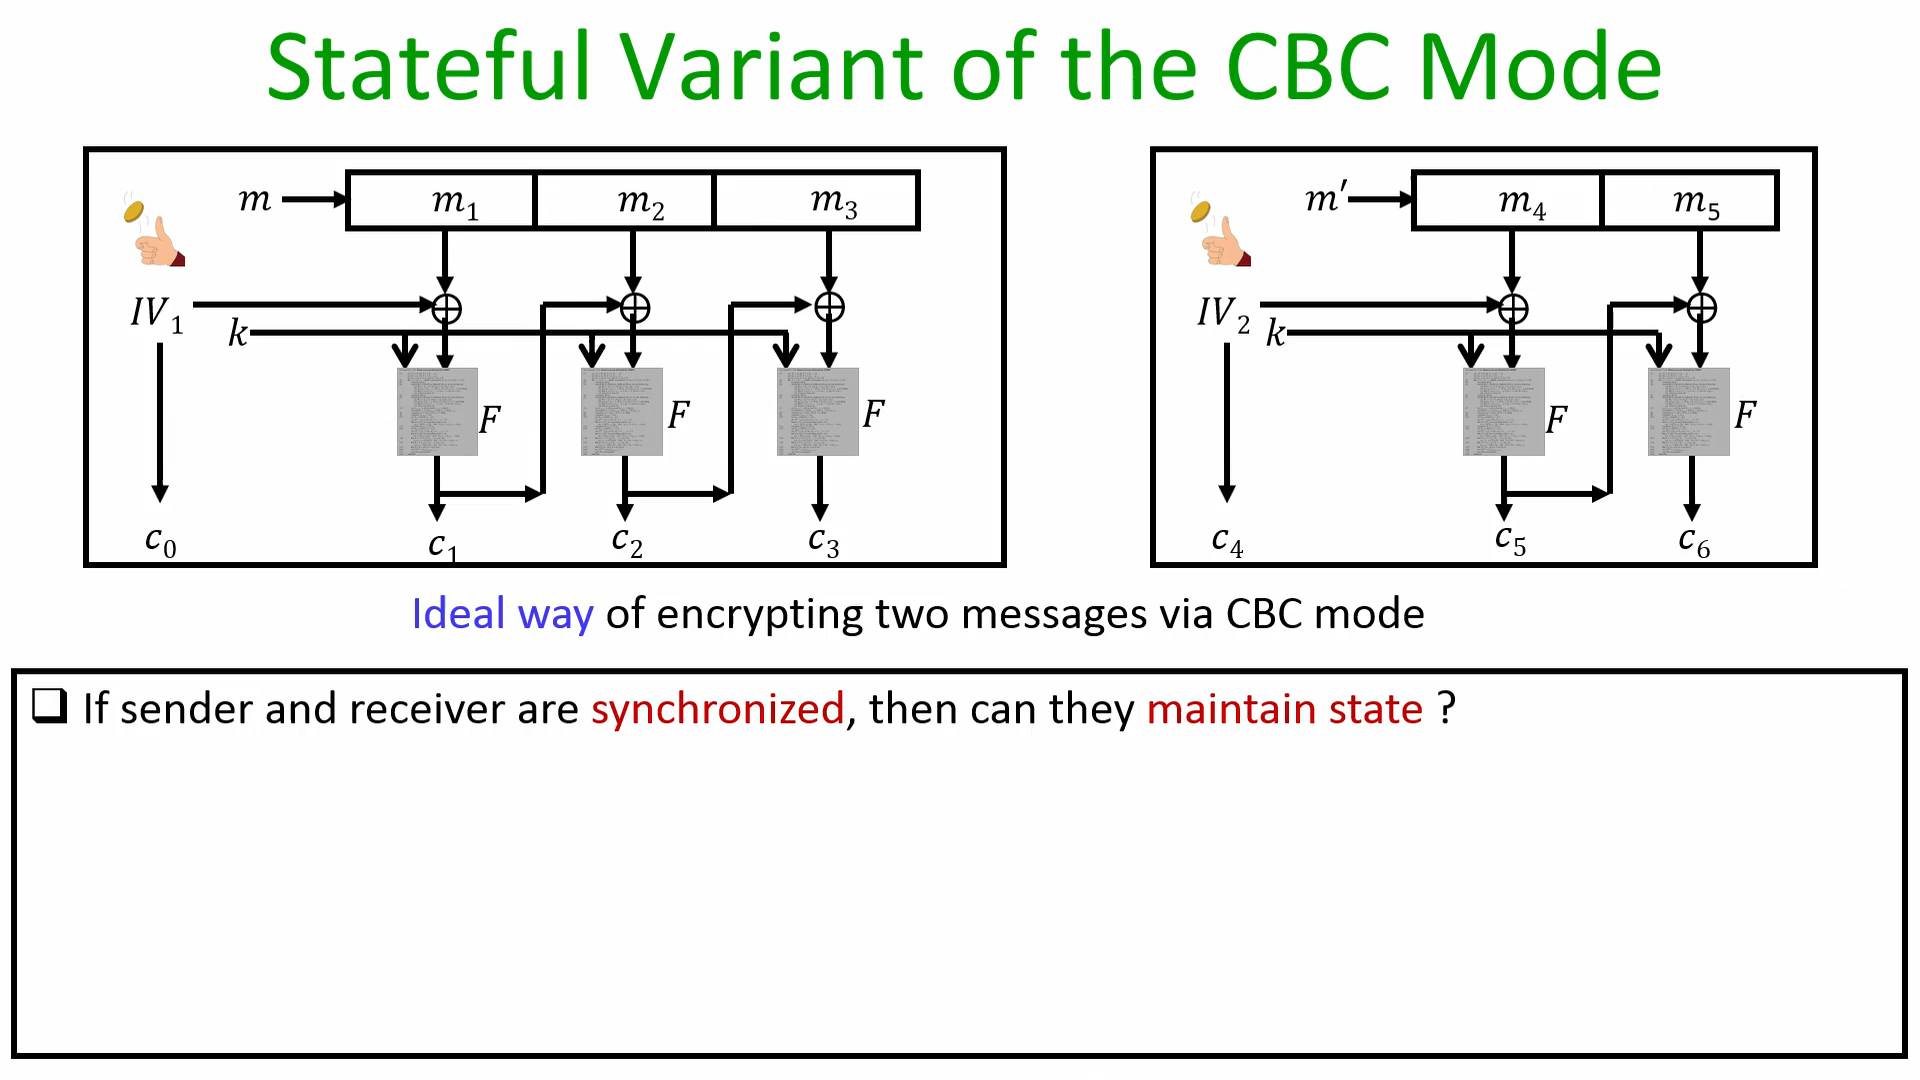 Stateful Variant of the CBC Mode
m m₁ m₂ m₃
IV₁
k
F F F
c₀ c₁ c₂ c₃
m′ m₄ m₅
IV₂
k
F F
c₄ c₅ c₆
Ideal way of encrypting two messages via CBC mode
❑ If sender and receiver are synchronized, then can they maintain state ?